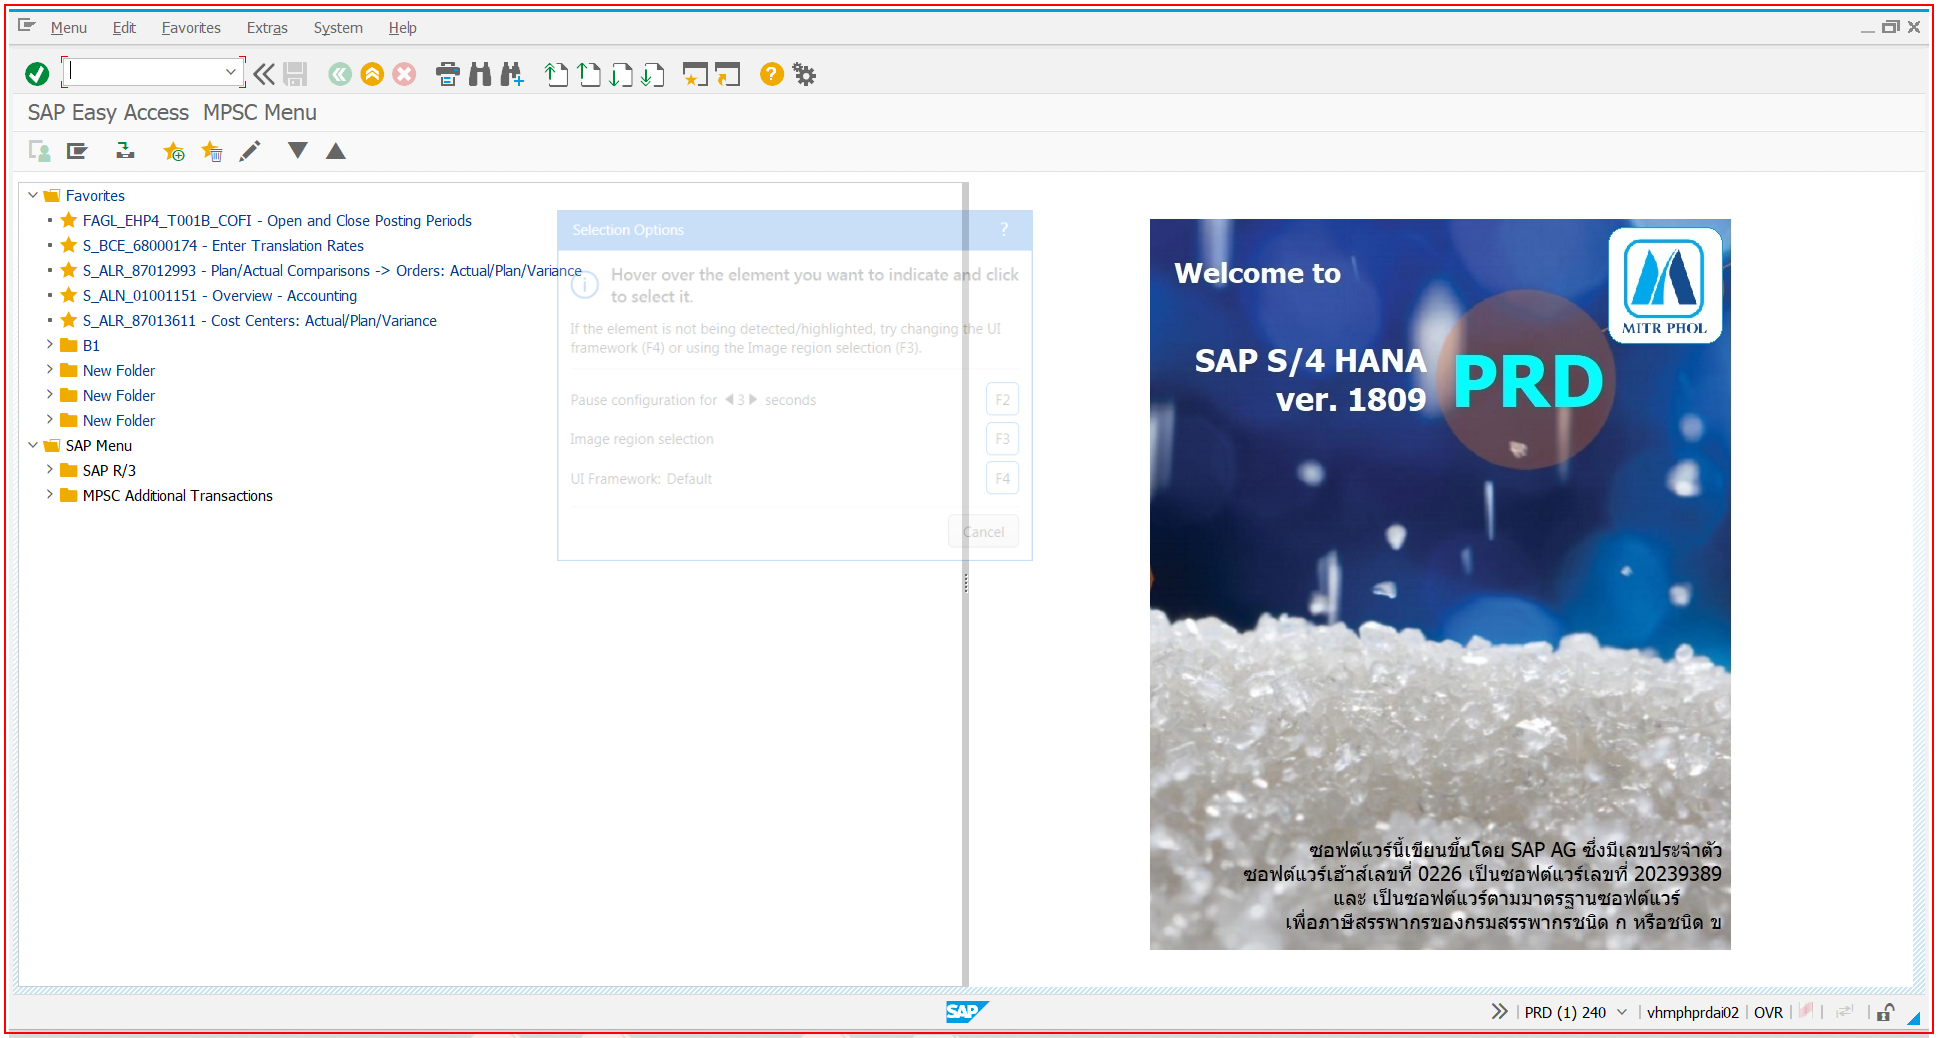 Menu Edit Favorites Extras System Help
SAP Easy Access MPSC Menu
Favorites
FAGL_EHP4_T001B_COFI - Open and Close Posting Periods
S_BCE_68000174 - Enter Translation Rates
S_ALR_87012993 - Plan/Actual Comparisons -> Orders: Actual/Plan/Variance
S_ALN_01001151 - Overview - Accounting
S_ALR_87013611 - Cost Centers: Actual/Plan/Variance
B1
New Folder
New Folder
New Folder
SAP Menu
SAP R/3
MPSC Additional Transactions
Selection Options ?
Hover over the element you want to indicate and click
to select it.
If the element is not being detected/highlighted, try changing the UI
framework (F4) or using the Image region selection (F3).
Pause configuration for 3 seconds F2
Image region selection F3
UI Framework: Default F4
Cancel
Welcome to
MITR PHOL
SAP S/4 HANA
ver. 1809
PRD
ซอฟต์แวร์นี้เขียนขึ้นโดย SAP AG ซึ่งมีเลขประจำตัว
ซอฟต์แวร์เฮ้าส์เลขที่ 0226 เป็นซอฟต์แวร์เลขที่ 20239389
และ เป็นซอฟต์แวร์ตามมาตรฐานซอฟต์แวร์
เพื่อภาษีสรรพากรของกรมสรรพากรชนิด ก หรือชนิด ข
SAP
PRD (1) 240 vhmphprdai02 OVR